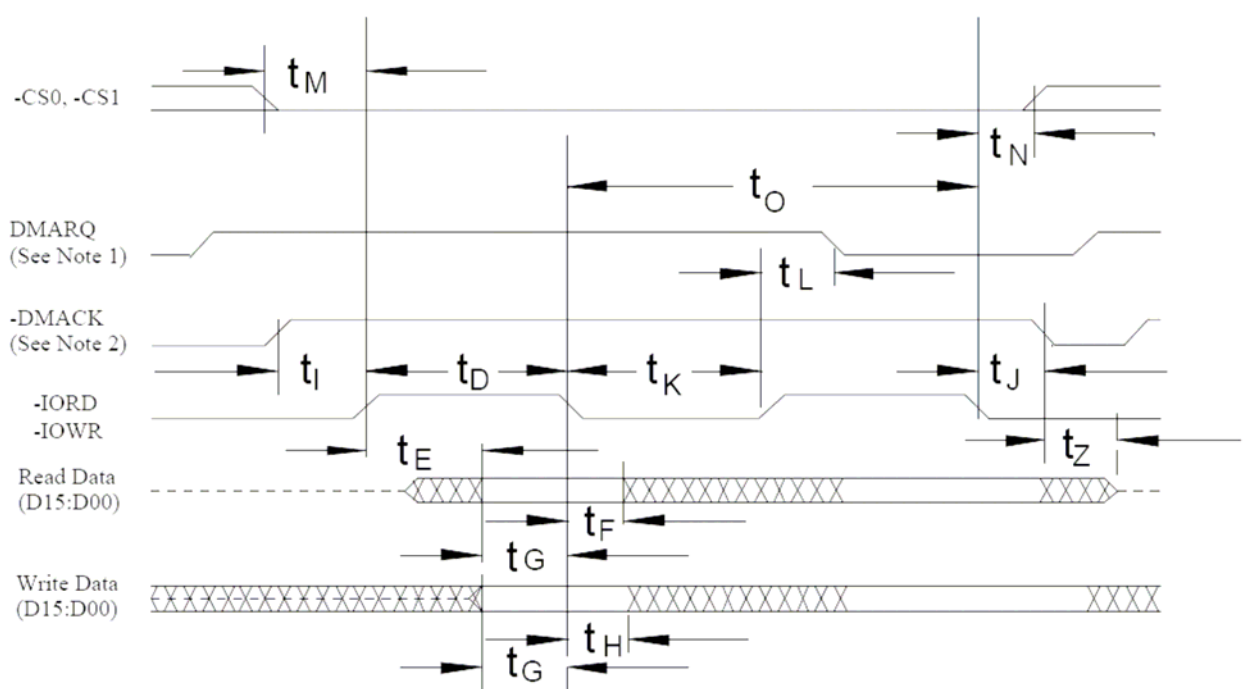 tM
-CS0, -CS1
tN
tO
DMARQ
(See Note 1)
tL
-DMACK
(See Note 2)
tI
tD
tK
tJ
-IORD
-IOWR
tE
tZ
Read Data
(D15:D00)
tF
tG
Write Data
(D15:D00)
tH
tG